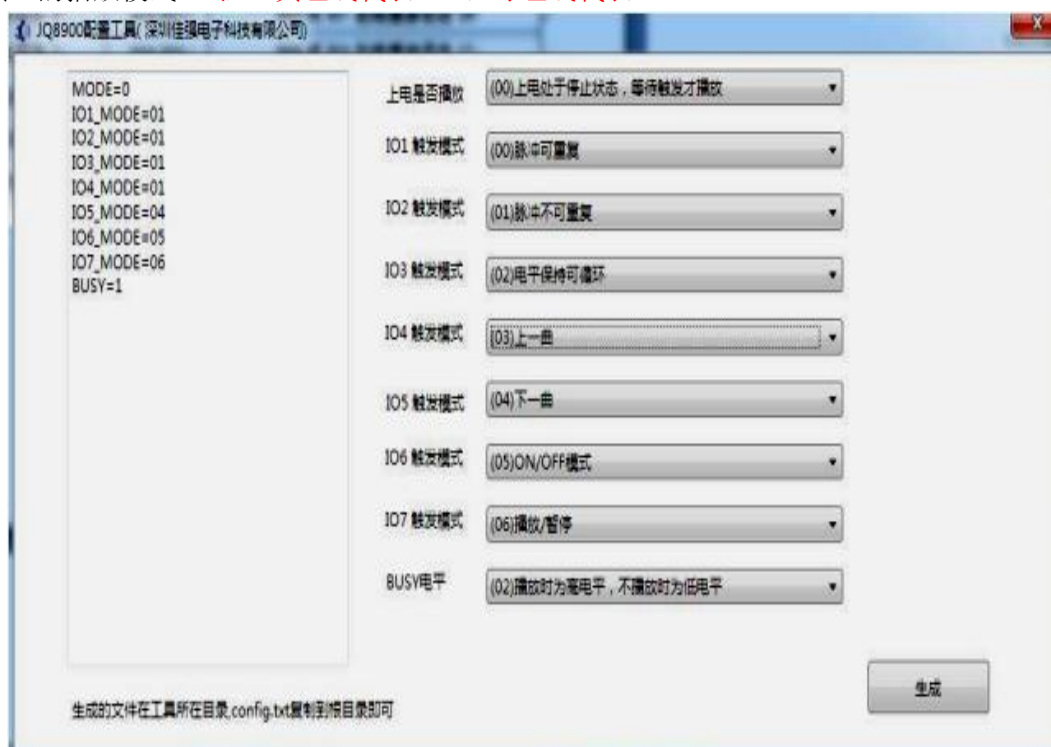 JQ8900配置工具(深圳佳强电子科技有限公司)
MODE=0
IO1_MODE=01
IO2_MODE=01
IO3_MODE=01
IO4_MODE=01
IO5_MODE=04
IO6_MODE=05
IO7_MODE=06
BUSY=1
上电是否播放 (00)上电处于停止状态，等待触发才播放
IO1 触发模式 (00)脉冲可重复
IO2 触发模式 (01)脉冲不可重复
IO3 触发模式 (02)电平保持可循环
IO4 触发模式 (03)上一曲
IO5 触发模式 (04)下一曲
IO6 触发模式 (05)ON/OFF模式
IO7 触发模式 (06)播放/暂停
BUSY电平 (02)播放时为高电平，不播放时为低电平
生成
生成的文件在工具所在目录,config.txt复制到根目录即可